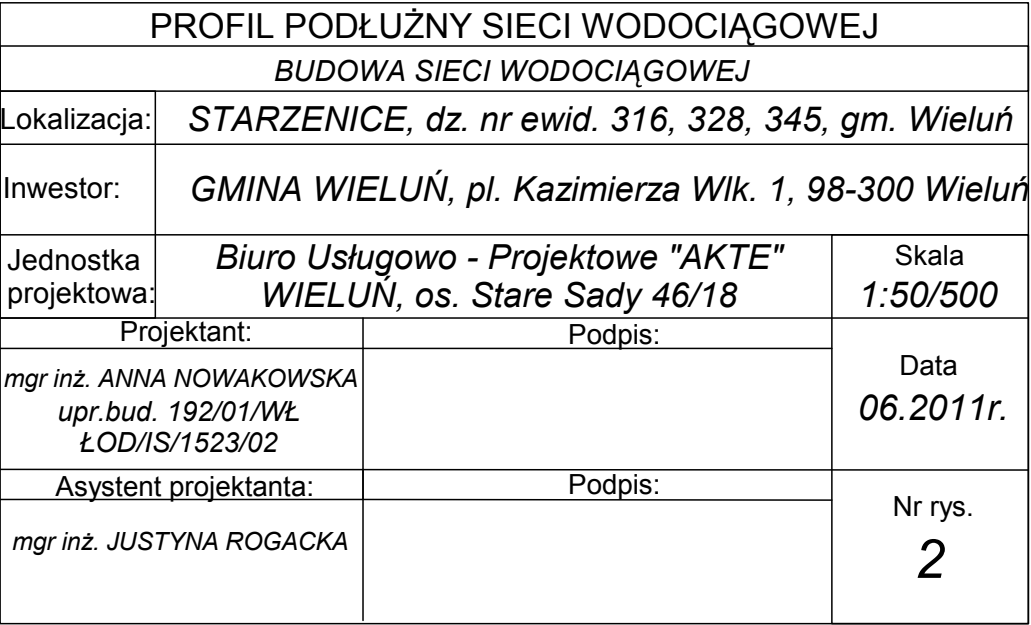 PROFIL PODŁUŻNY SIECI WODOCIĄGOWEJ
BUDOWA SIECI WODOCIĄGOWEJ
Lokalizacja:
STARZENICE, dz. nr ewid. 316, 328, 345, gm. Wieluń
Inwestor:
GMINA WIELUŃ, pl. Kazimierza Wlk. 1, 98-300 Wieluń
Jednostka
projektowa:
Biuro Usługowo - Projektowe "AKTE"
WIELUŃ, os. Stare Sady 46/18
Skala
1:50/500
Projektant:
Podpis:
mgr inż. ANNA NOWAKOWSKA
upr.bud. 192/01/WŁ
ŁOD/IS/1523/02
Data
06.2011r.
Asystent projektanta:
Podpis:
mgr inż. JUSTYNA ROGACKA
Nr rys.
2